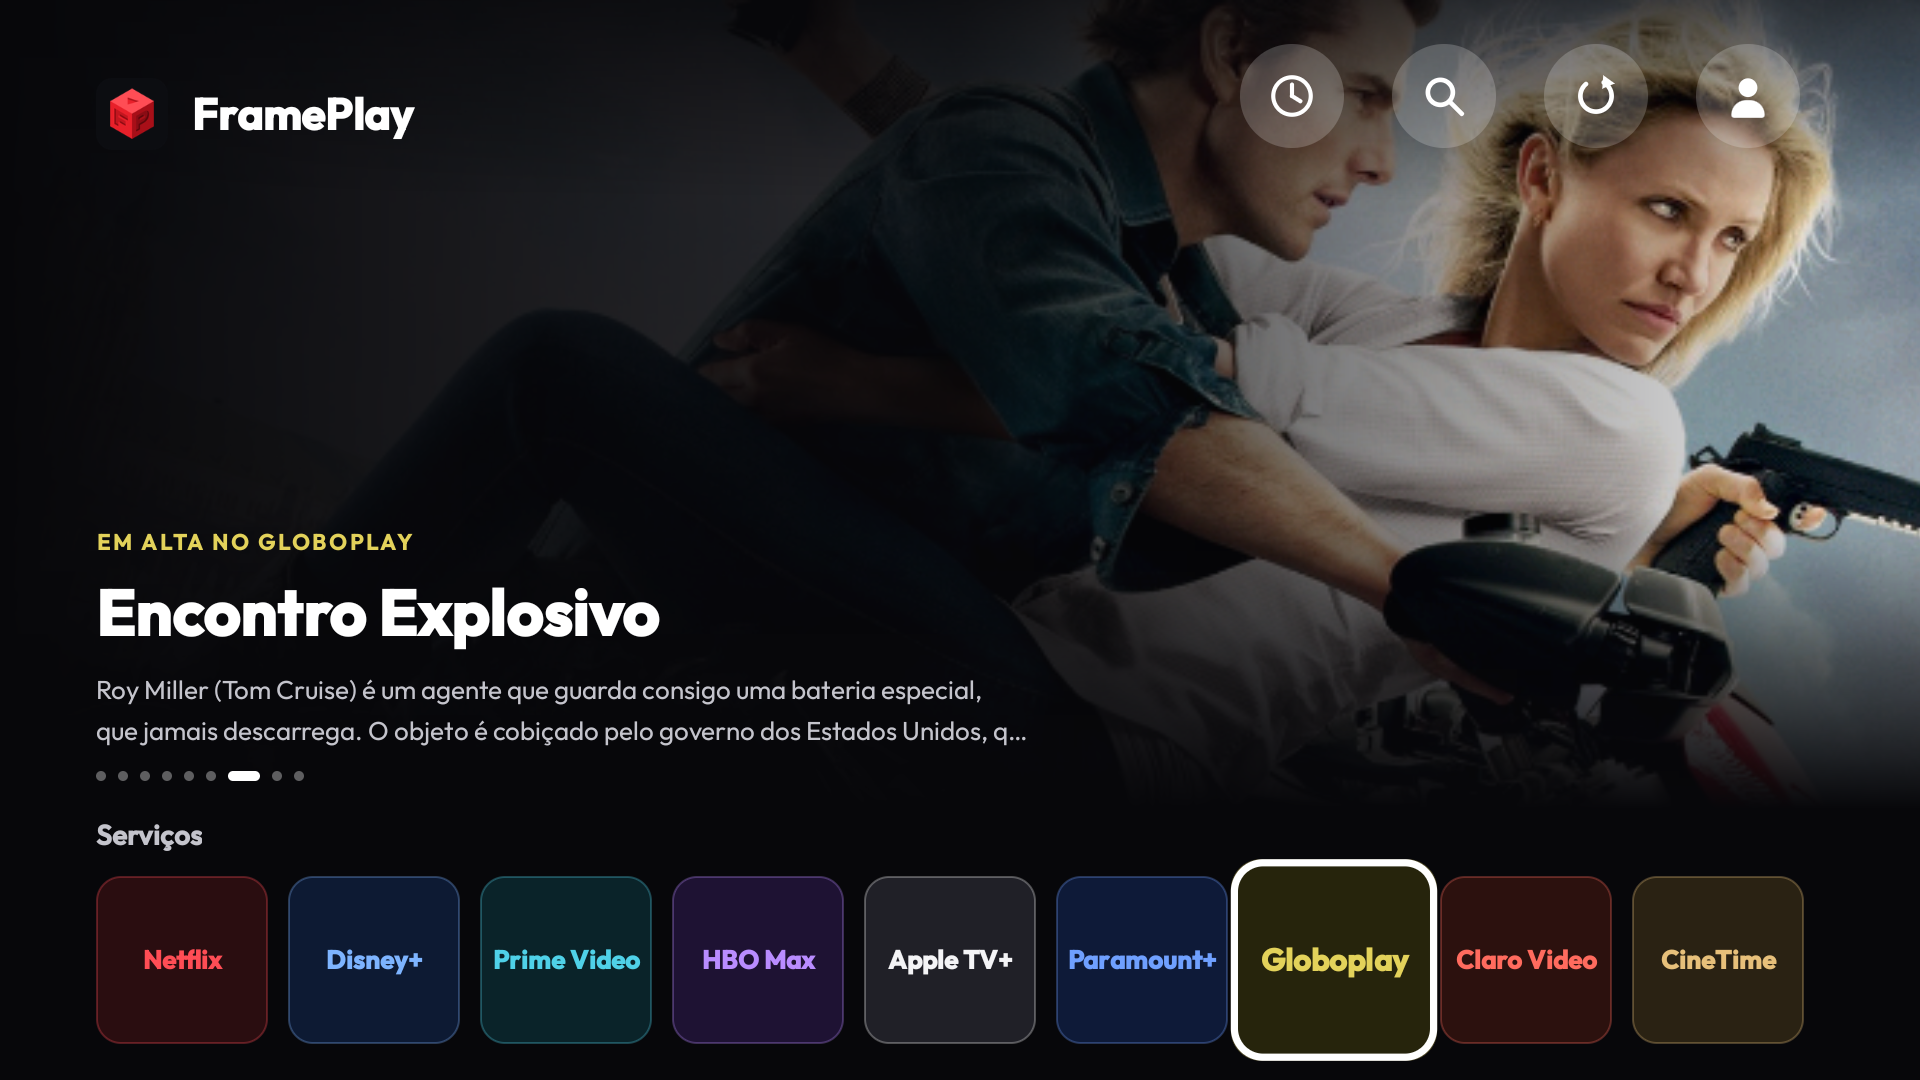 FramePlay
EM ALTA NO GLOBOPLAY
Encontro Explosivo
Roy Miller (Tom Cruise) é um agente que guarda consigo uma bateria especial,
que jamais descarrega. O objeto é cobiçado pelo governo dos Estados Unidos, q...
Serviços
Netflix
Disney+
Prime Video
HBO Max
Apple TV+
Paramount+
Globoplay
Claro Video
CineTime